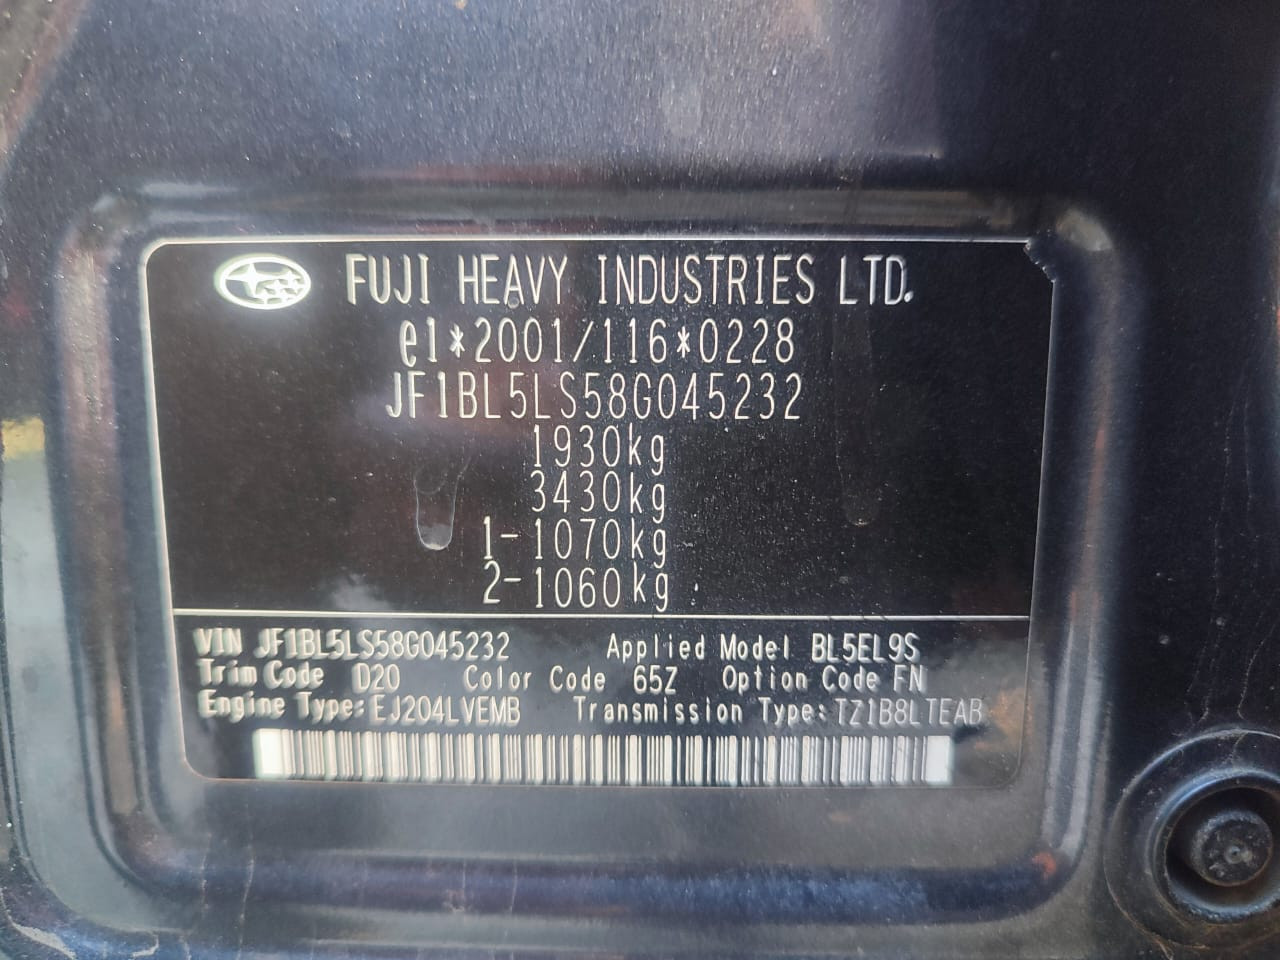 FUJI HEAVY INDUSTRIES LTD.
e1*2001/116*0228
JF1BL5LS58G045232
1930kg
3430kg
1-1070kg
2-1060kg
VIN JF1BL5LS58G045232 Applied Model BL5EL9S
Trim Code D20 Color Code 65Z Option Code FN
Engine Type:EJ204LVEMB Transmission Type:TZ1B8LTEAB